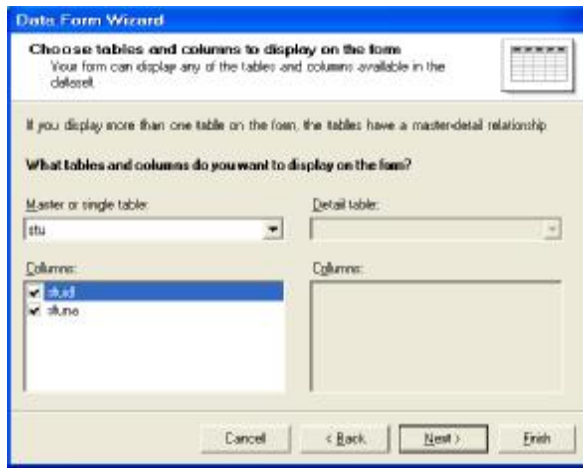 Data Form Wizard
Choose tables and columns to display on the form
Your form can display any of the tables and columns available in the
dataset.
If you display more than one table on the form, the tables have a master-detail relationship
What tables and columns do you want to display on the form?
Master or single table:
Detail table:
stu
Columns:
Columns:
stuid
stuna
Cancel
< Back
Next >
Finish